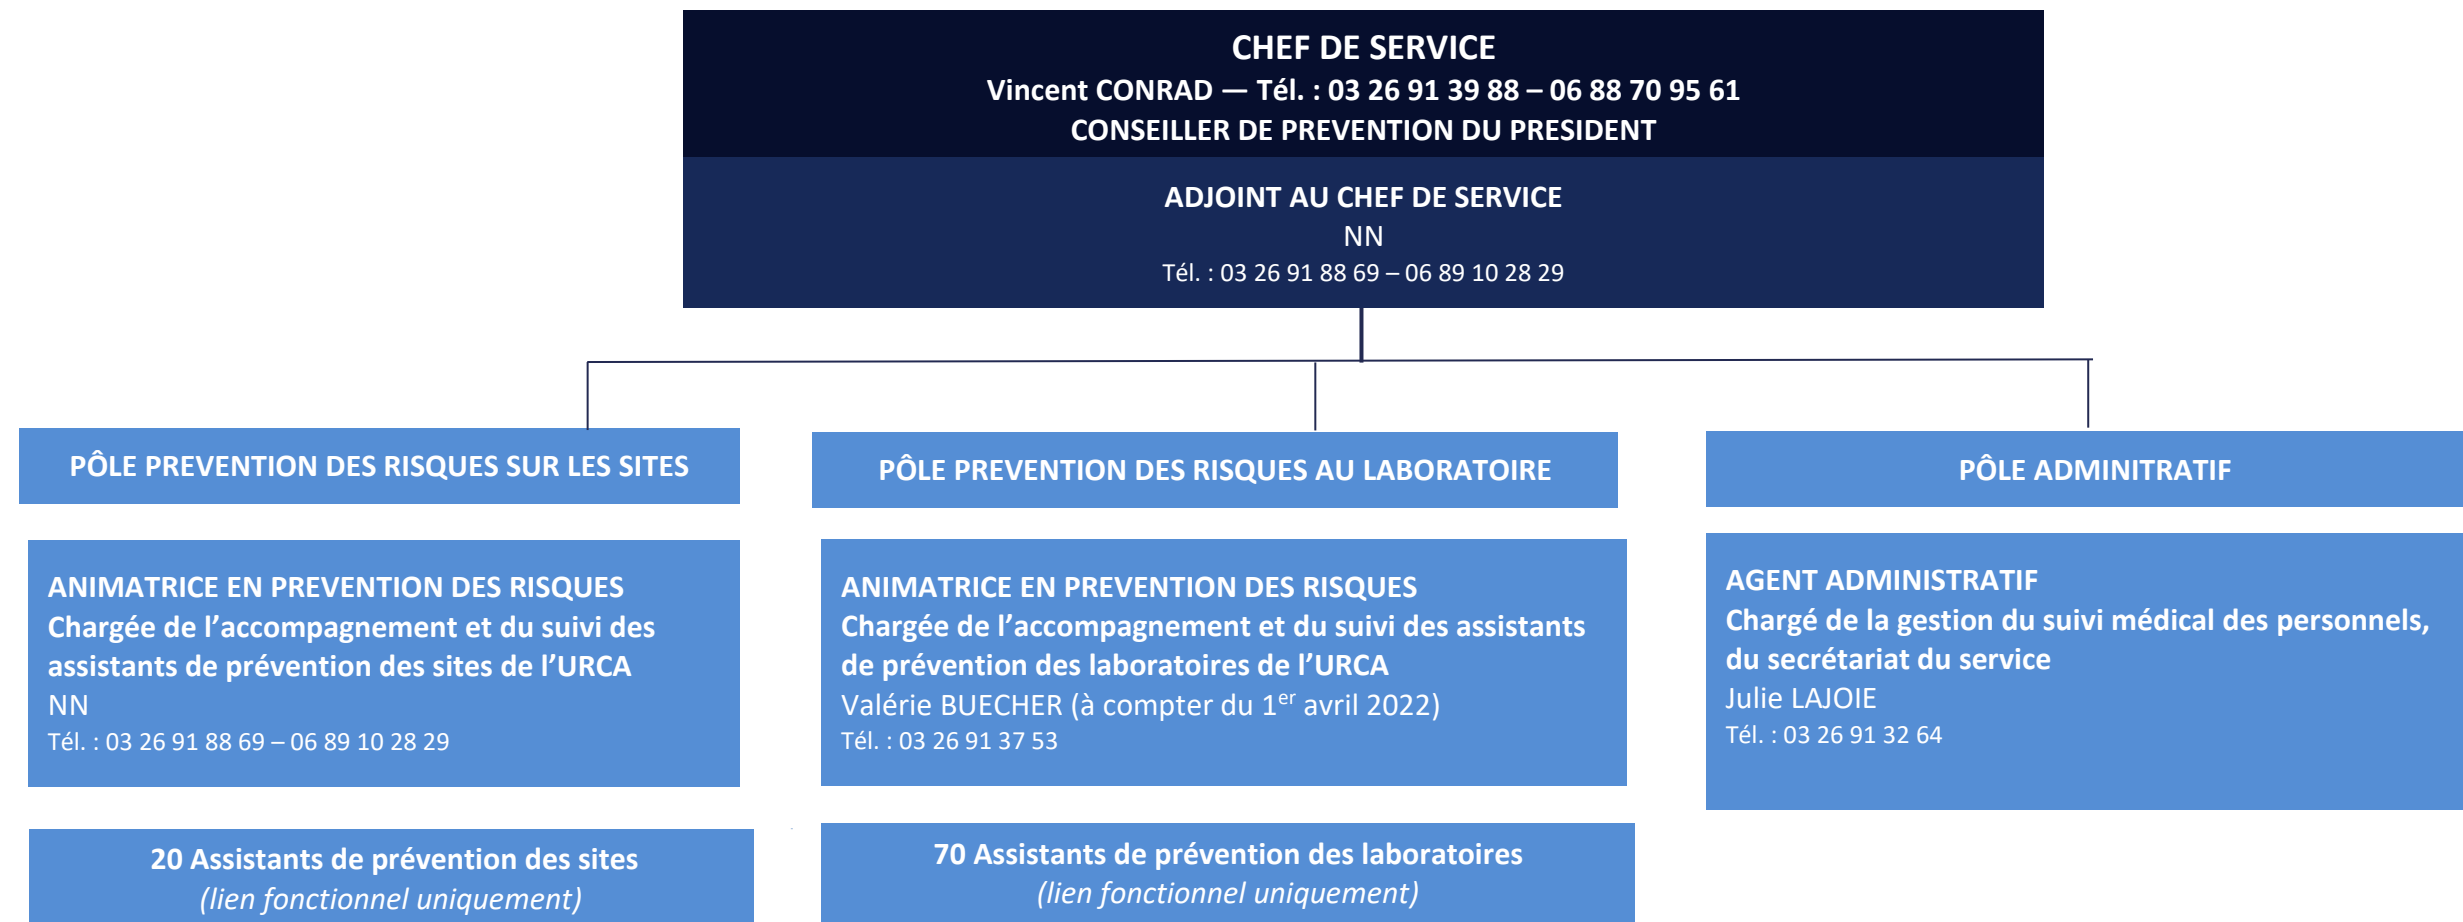 CHEF DE SERVICE
Vincent CONRAD — Tél. : 03 26 91 39 88 – 06 88 70 95 61
CONSEILLER DE PREVENTION DU PRESIDENT
ADJOINT AU CHEF DE SERVICE
NN
Tél. : 03 26 91 88 69 – 06 89 10 28 29
PÔLE PREVENTION DES RISQUES SUR LES SITES
ANIMATRICE EN PREVENTION DES RISQUES
Chargée de l’accompagnement et du suivi des
assistants de prévention des sites de l’URCA
NN
Tél. : 03 26 91 88 69 – 06 89 10 28 29
20 Assistants de prévention des sites
(lien fonctionnel uniquement)
PÔLE PREVENTION DES RISQUES AU LABORATOIRE
ANIMATRICE EN PREVENTION DES RISQUES
Chargée de l’accompagnement et du suivi des assistants
de prévention des laboratoires de l’URCA
Valérie BUECHER (à compter du 1er avril 2022)
Tél. : 03 26 91 37 53
70 Assistants de prévention des laboratoires
(lien fonctionnel uniquement)
PÔLE ADMINITRATIF
AGENT ADMINISTRATIF
Chargé de la gestion du suivi médical des personnels,
du secrétariat du service
Julie LAJOIE
Tél. : 03 26 91 32 64